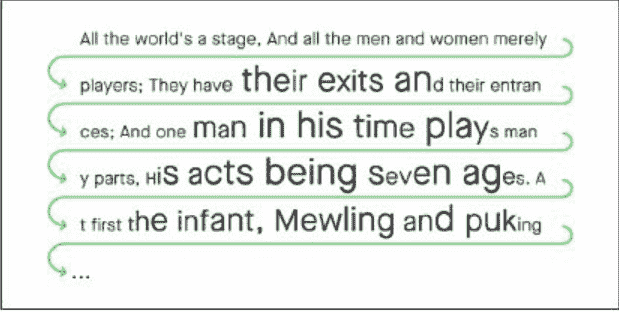 All the world's a stage, And all the men and women merely
players; They have their exits and their entran
ces; And one man in his time plays man
y parts, His acts being seven ages. A
t first the infant, Mewling and puking
...